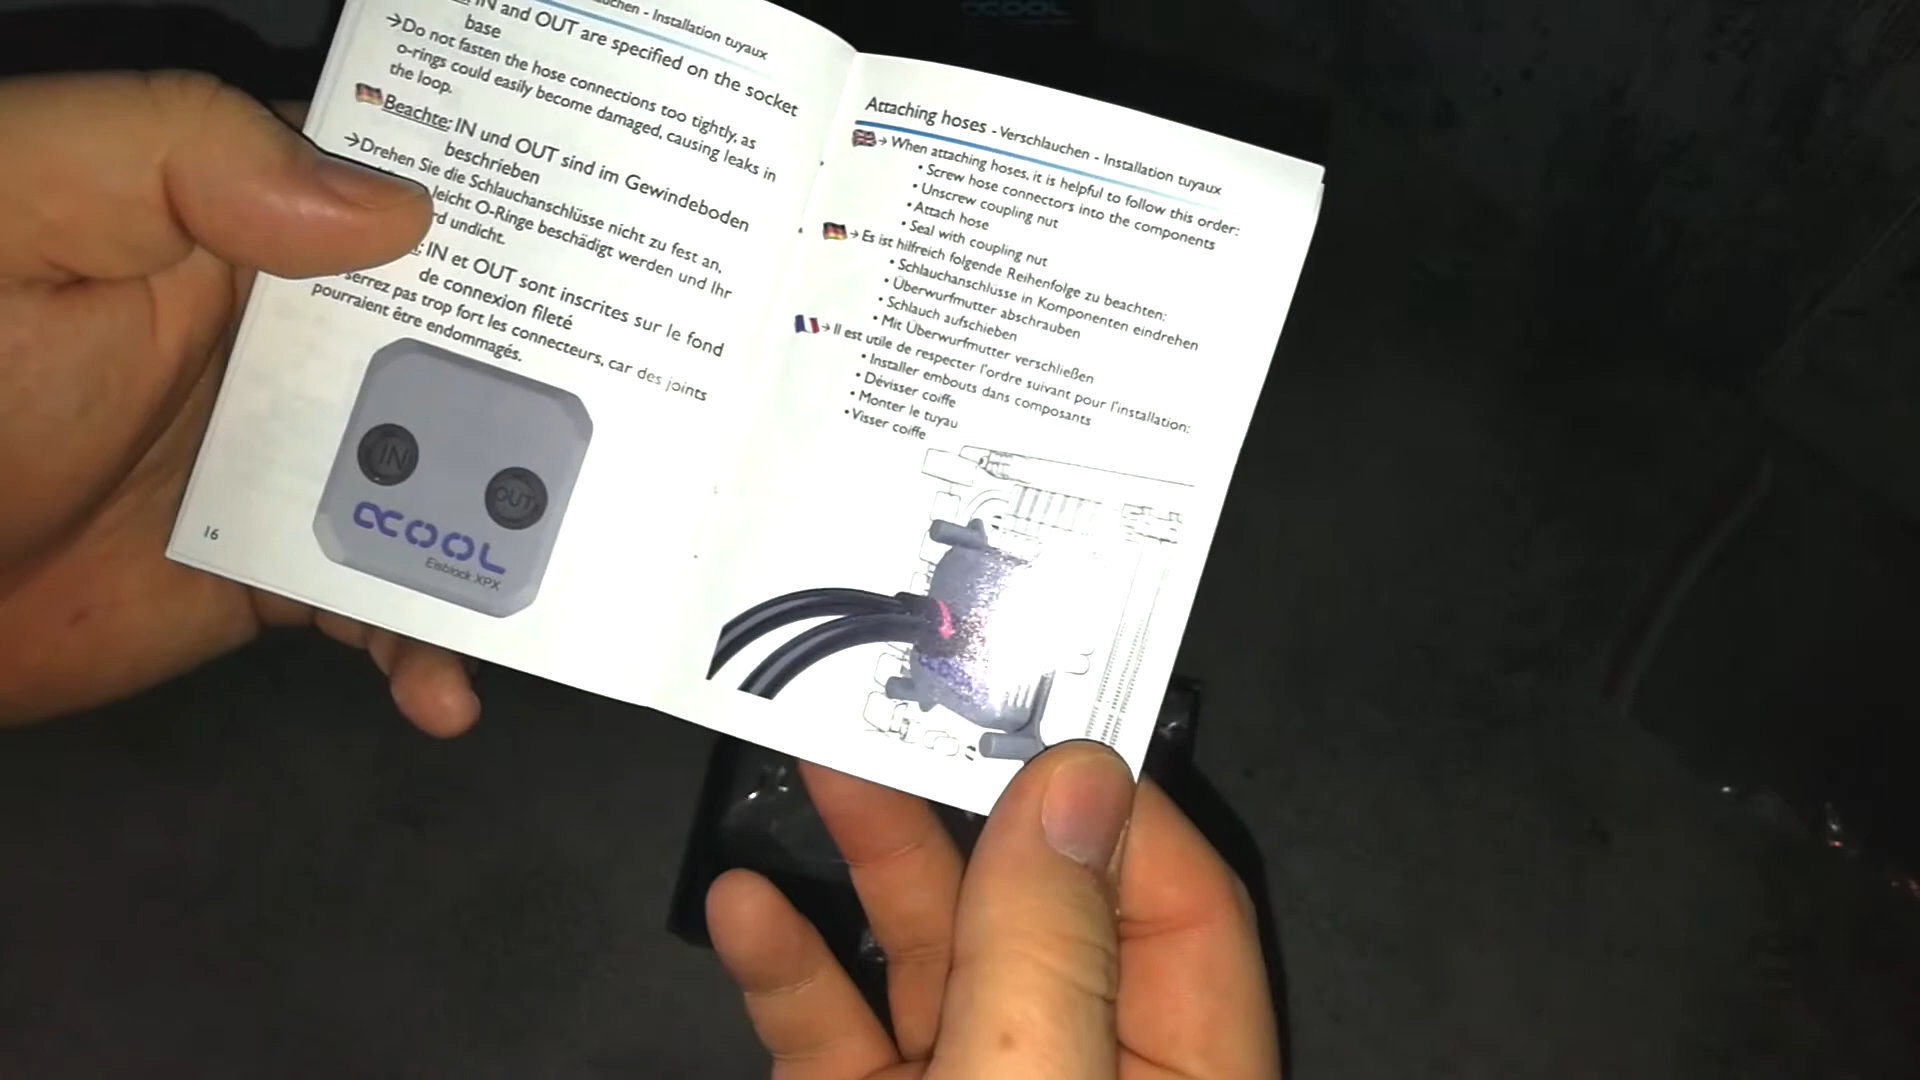 - Installation tuyaux
IN and OUT are specified on the socket
base
→Do not fasten the hose connections too tightly, as
o-rings could easily become damaged, causing leaks in
the loop.
Beachte: IN und OUT sind im Gewindeboden
beschrieben
→Drehen Sie die Schlauchanschlüsse nicht zu fest an,
leicht O-Ringe beschädigt werden und Ihr
undicht.
: IN et OUT sont inscrites sur le fond
de connexion fileté
serrez pas trop fort les connecteurs, car des joints
pourraient être endommagés.
IN
OUT
COOL
Eisblock XPX
16
Attaching hoses - Verschlauchen - Installation tuyaux
→ When attaching hoses, it is helpful to follow this order:
• Screw hose connectors into the components
• Unscrew coupling nut
• Attach hose
• Seal with coupling nut
→ Es ist hilfreich folgende Reihenfolge zu beachten:
• Schlauchanschlüsse in Komponenten eindrehen
• Überwurfmutter abschrauben
• Schlauch aufschieben
• Mit Überwurfmutter verschließen
→ Il est utile de respecter l'ordre suivant pour l'installation:
• Installer embouts dans composants
• Dévisser coiffe
• Monter le tuyau
• Visser coiffe